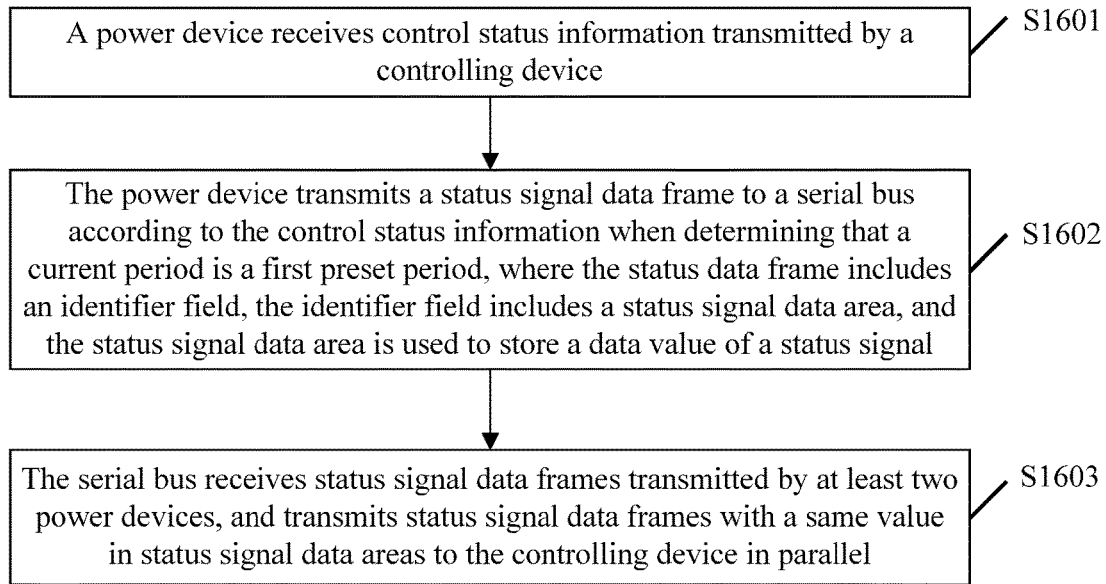 A power device receives control status information transmitted by a
controlling device
S1601
The power device transmits a status signal data frame to a serial bus
according to the control status information when determining that a
current period is a first preset period, where the status data frame includes
an identifier field, the identifier field includes a status signal data area, and
the status signal data area is used to store a data value of a status signal
S1602
The serial bus receives status signal data frames transmitted by at least two
power devices, and transmits status signal data frames with a same value
in status signal data areas to the controlling device in parallel
S1603